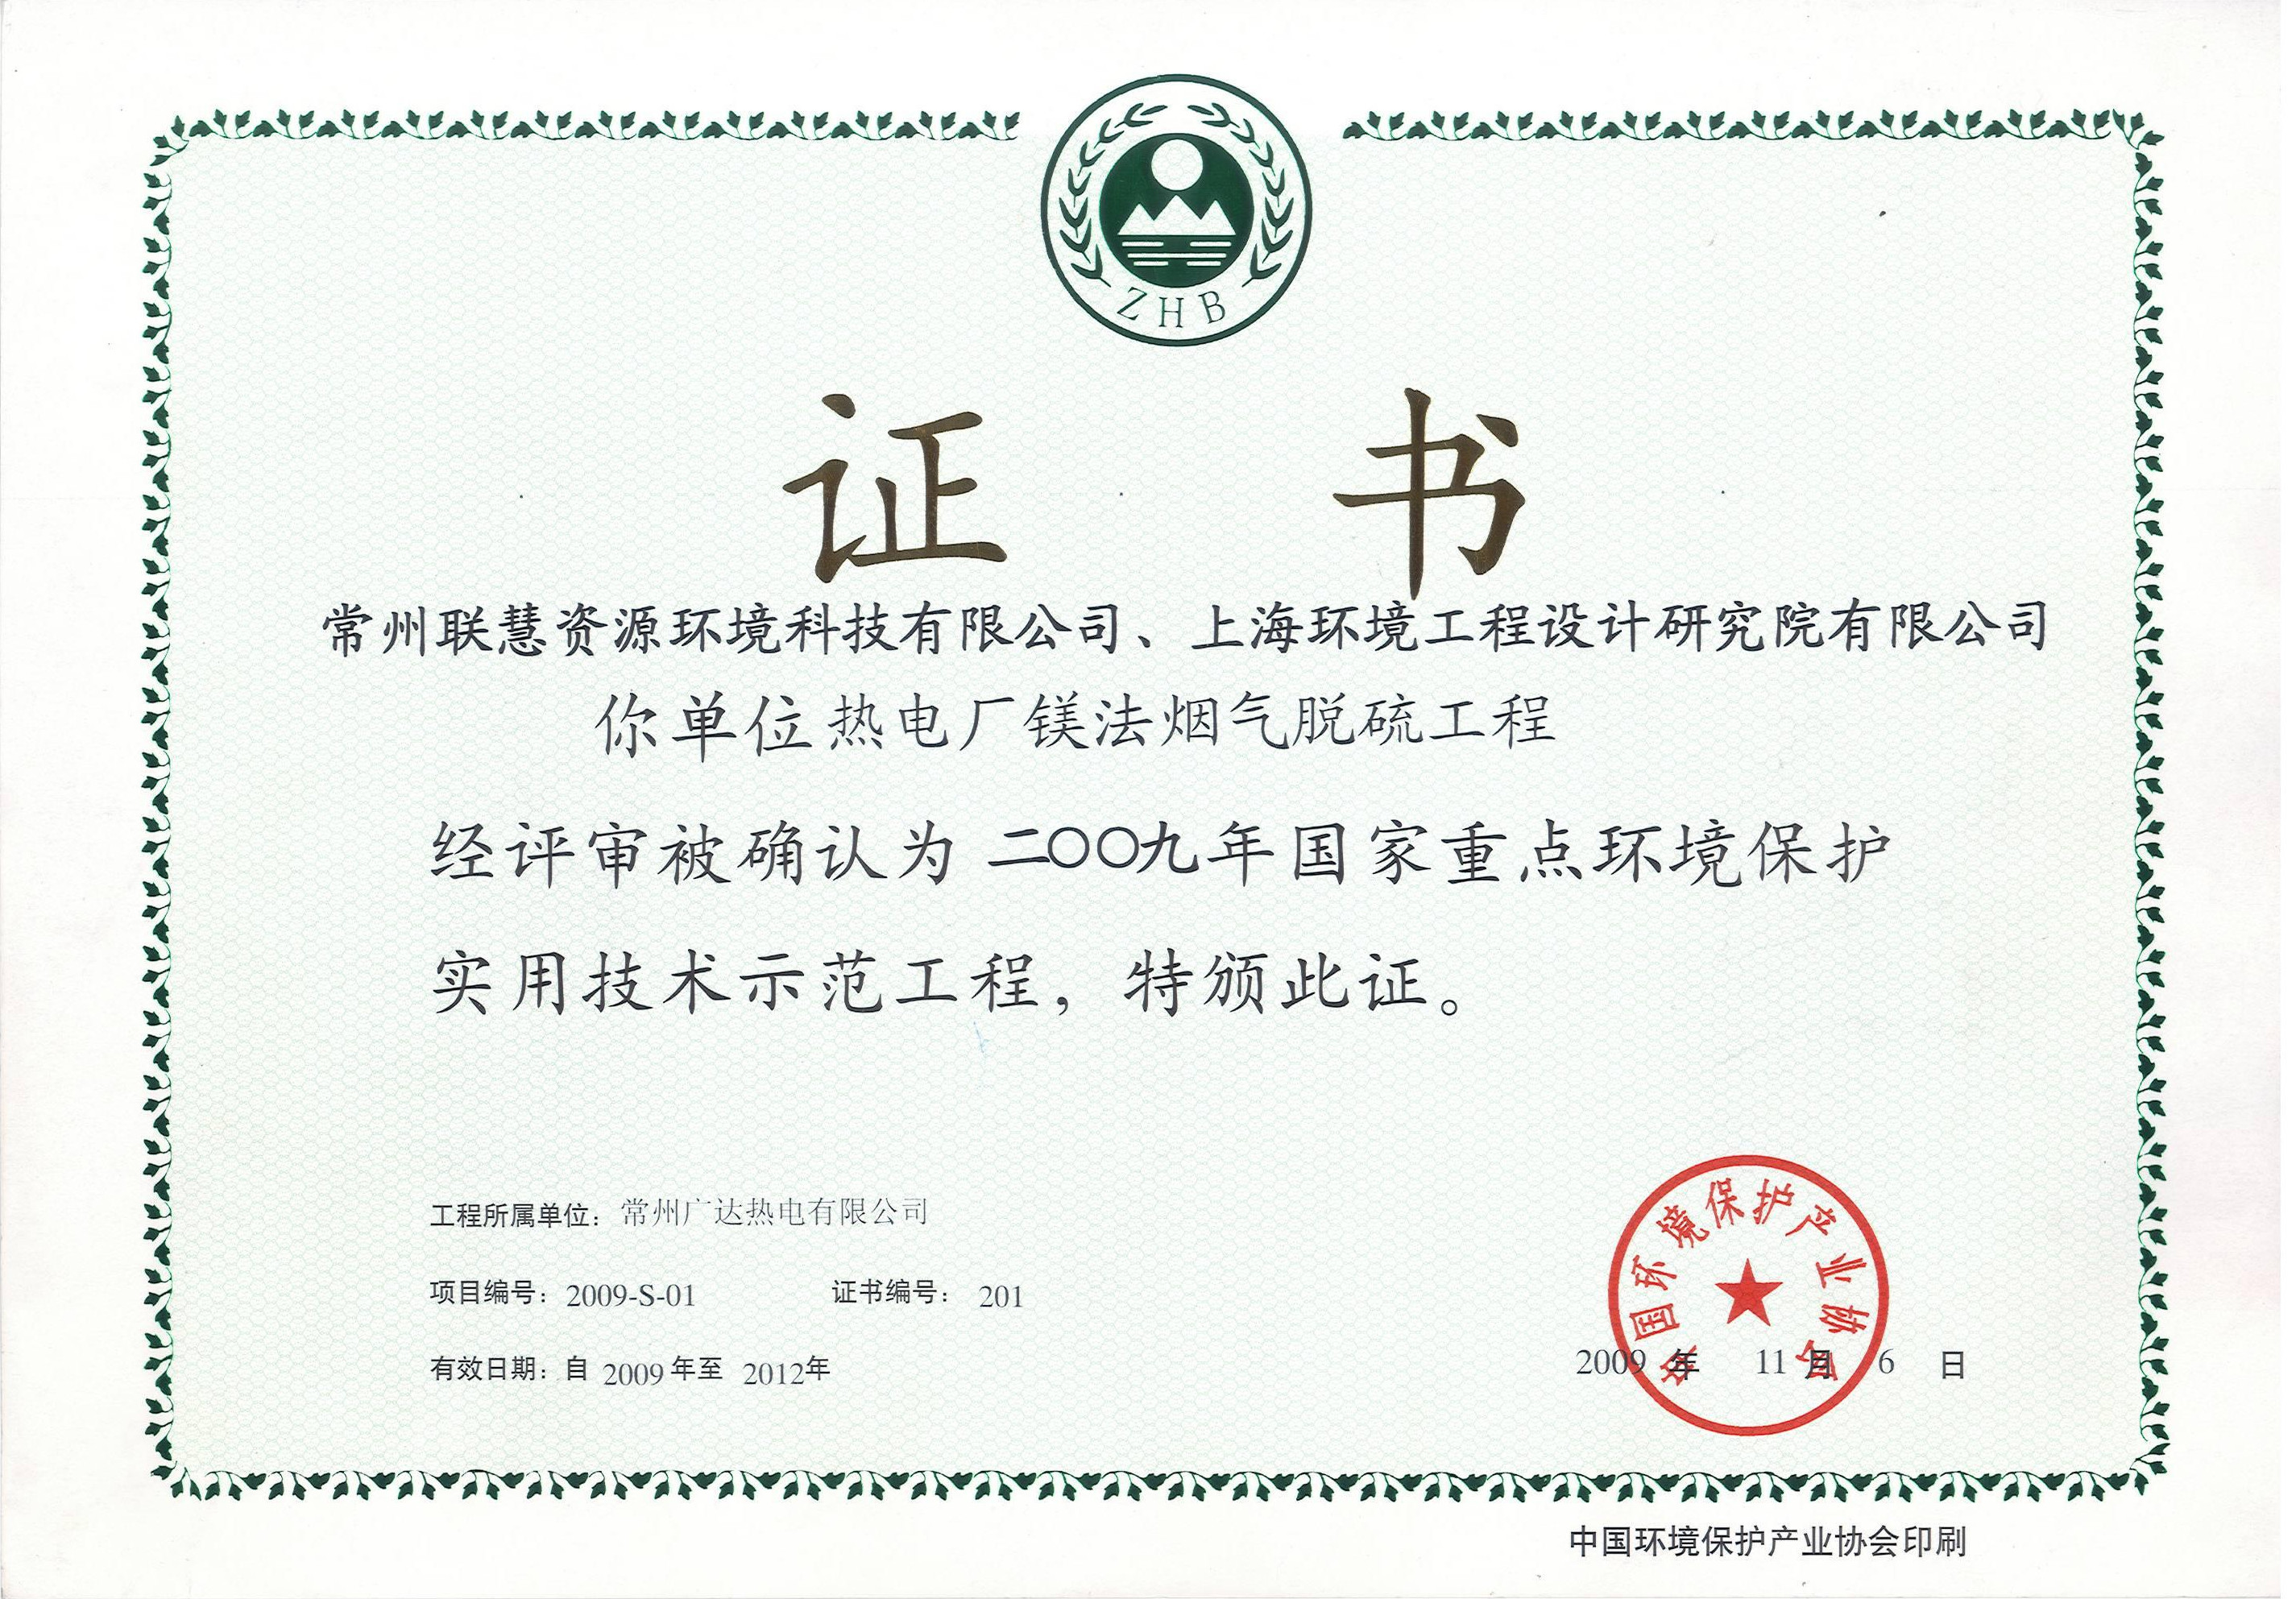 ZHB
证书
常州联慧资源环境科技有限公司、上海环境工程设计研究院有限公司
你单位热电厂镁法烟气脱硫工程
经评审被确认为二〇〇九年国家重点环境保护
实用技术示范工程，特颁此证。
工程所属单位：常州广达热电有限公司
项目编号：2009-S-01 证书编号：201
有效日期：自 2009 年至 2012年
中国环境保护产业协会
2009 年 11 月 6 日
中国环境保护产业协会印刷